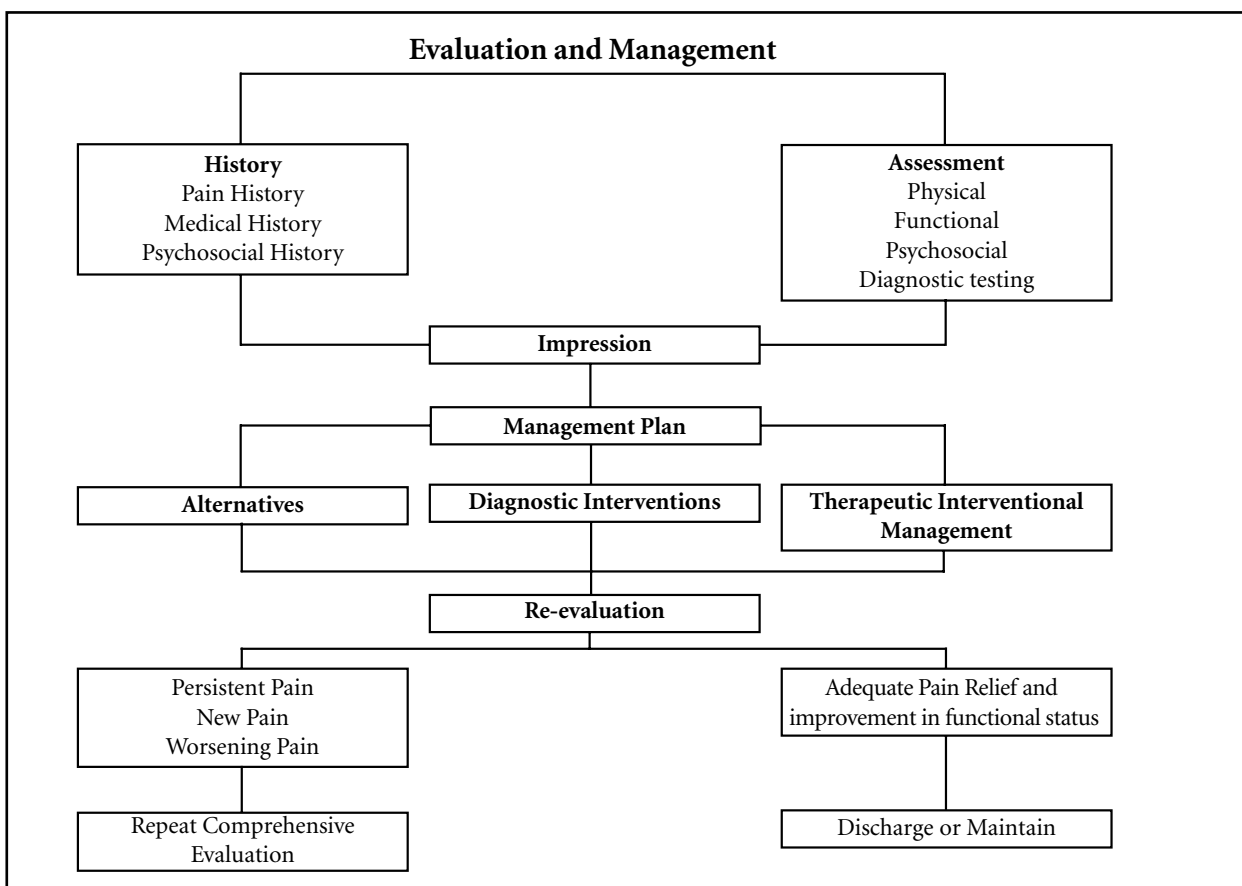 Evaluation and Management
History
Pain History
Medical History
Psychosocial History
Assessment
Physical
Functional
Psychosocial
Diagnostic testing
Impression
Management Plan
Alternatives
Diagnostic Interventions
Therapeutic Interventional
Management
Re-evaluation
Persistent Pain
New Pain
Worsening Pain
Adequate Pain Relief and
improvement in functional status
Repeat Comprehensive
Evaluation
Discharge or Maintain